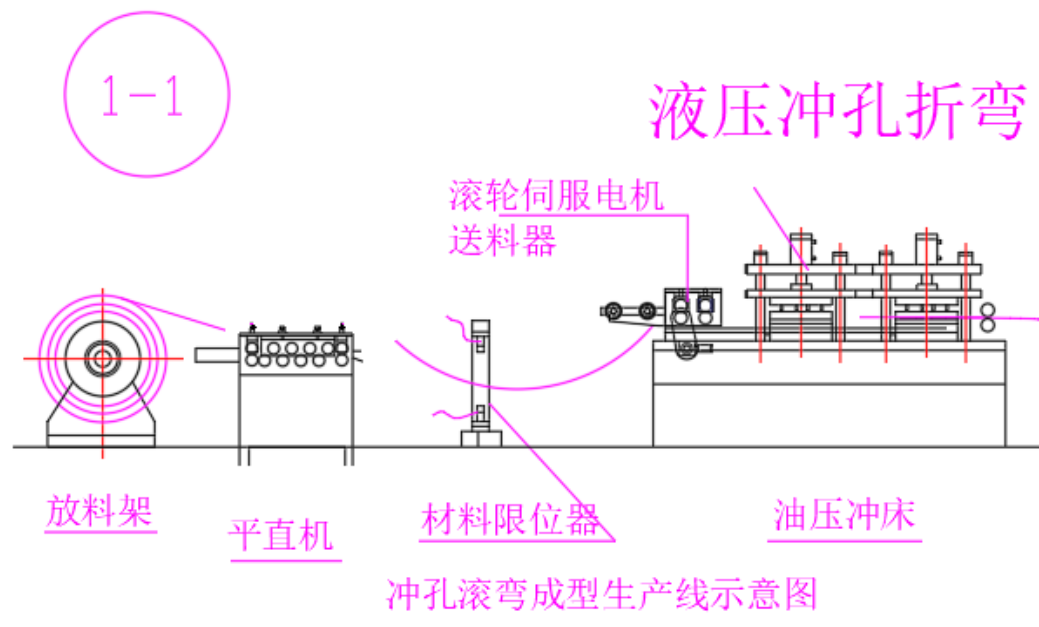 1-1
液压冲孔折弯
滚轮伺服电机
送料器
放料架
平直机
材料限位器
油压冲床
冲孔滚弯成型生产线示意图